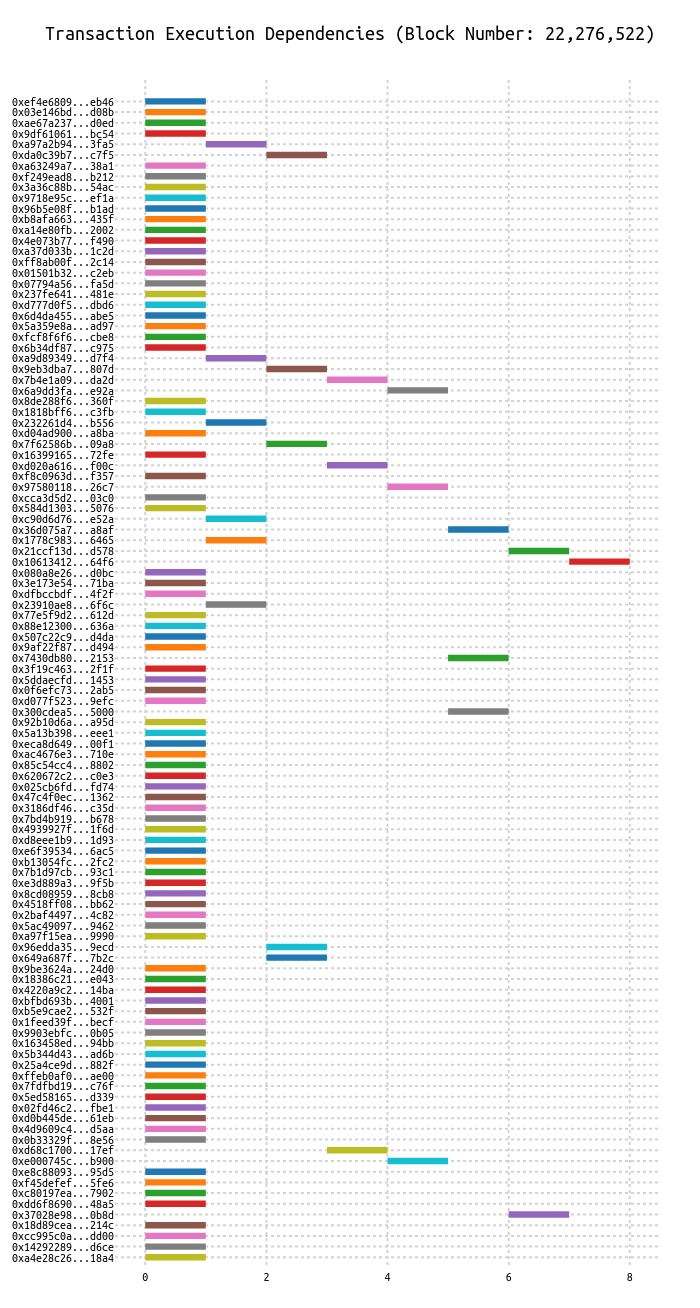 Transaction Execution Dependencies (Block Number: 22,276,522)
0xef4e6809...eb46
0x03e146bd...d08b
0xae67a237...d0ed
0x9df61061...bc54
0xa97a2b94...3fa5
0xda0c39b7...c7f5
0xa63249a7...38a1
0xf249ead8...b212
0x3a36c88b...54ac
0x9718e95c...ef1a
0x96b5e08f...b1ad
0xb8afa663...435f
0xa14e80fb...2002
0x4e073b77...f490
0xa37d033b...1c2d
0xff8ab00f...2c14
0x01501b32...c2eb
0x07794a56...fa5d
0x237fe641...481e
0xd777d0f5...dbd6
0x6d4da455...abe5
0x5a359e8a...ad97
0xfcf8f6f6...cbe8
0x6b34df87...c975
0xa9d89349...d7f4
0x9eb3dba7...807d
0x7b4e1a09...da2d
0x6a9dd3fa...e92a
0x8de288f6...360f
0x1818bff6...c3fb
0x232261d4...b556
0xd04ad900...a8ba
0x7f62586b...09a8
0x16399165...72fe
0xd020a616...f00c
0xf8c0963d...f357
0x97580118...26c7
0xcca3d5d2...03c0
0x584d1303...5076
0xc90d6d76...e52a
0x36d075a7...a8af
0x1778c983...6465
0x21ccf13d...d578
0x10613412...64f6
0x080a8e26...d0bc
0x3e173e54...71ba
0xdfbccbdf...4f2f
0x23910ae8...6f6c
0x77e5f9d2...612d
0x88e12300...636a
0x507c22c9...d4da
0x9af22f87...d494
0x7430db80...2153
0x3f19c463...2f1f
0x5ddaecfd...1453
0x0f6efc73...2ab5
0xd077f523...9efc
0x300cdea5...5000
0x92b10d6a...a95d
0x5a13b398...eee1
0xeca8d649...00f1
0xac4676e3...710e
0x85c54cc4...8802
0x620672c2...c0e3
0x025cb6fd...fd74
0x47c4f0ec...1362
0x3186df46...c35d
0x7bd4b919...b678
0x4939927f...1f6d
0xd8eee1b9...1d93
0xe6f39534...6ac5
0xb13054fc...2fc2
0x7b1d97cb...93c1
0xe3d889a3...9f5b
0x8cd08959...8cb8
0x4518ff08...bb62
0x2baf4497...4c82
0x5ac49097...9462
0xa97f15ea...9990
0x96edda35...9ecd
0x649a687f...7b2c
0x9be3624a...24d0
0x18386c21...e043
0x4220a9c2...14ba
0xbfbd693b...4001
0xb5e9cae2...532f
0x1feed39f...becf
0x9903ebfc...0b05
0x163458ed...94bb
0x5b344d43...ad6b
0x25a4ce9d...882f
0xffeb0af0...ae00
0x7fdfbd19...c76f
0x5ed58165...d339
0x02fd46c2...fbe1
0xd0b445de...61eb
0x4d9609c4...d5aa
0x0b33329f...8e56
0xd68c1700...17ef
0xe000745c...b900
0xe8c88093...95d5
0xf45defef...5fe6
0xc80197ea...7902
0xdd6f8690...48a5
0x37028e98...0b8d
0x18d89cea...214c
0xcc995c0a...dd00
0x14292289...d6ce
0xa4e28c26...18a4
0 2 4 6 8